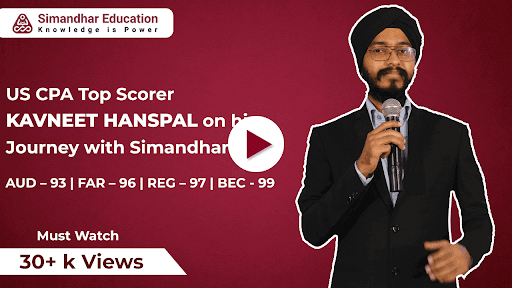 Simandhar Education
Knowledge is Power
US CPA Top Scorer
KAVNEET HANSPAL on
Journey with Simandhar
AUD – 93 | FAR – 96 | REG – 97 | BEC - 99
Must Watch
30+ k Views